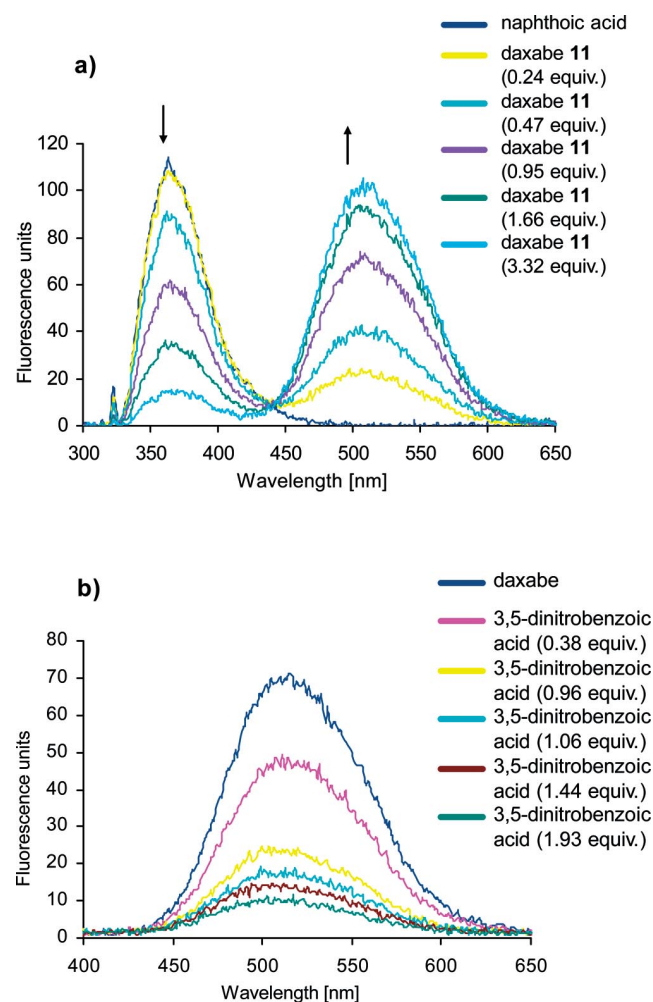 a)
naphthoic acid
daxabe 11
(0.24 equiv.)
daxabe 11
(0.47 equiv.)
daxabe 11
(0.95 equiv.)
daxabe 11
(1.66 equiv.)
daxabe 11
(3.32 equiv.)
Fluorescence units
120
100
80
60
40
20
0
300 350 400 450 500 550 600 650
Wavelength [nm]
b)
daxabe
3,5-dinitrobenzoic
acid (0.38 equiv.)
3,5-dinitrobenzoic
acid (0.96 equiv.)
3,5-dinitrobenzoic
acid (1.06 equiv.)
3,5-dinitrobenzoic
acid (1.44 equiv.)
3,5-dinitrobenzoic
acid (1.93 equiv.)
Fluorescence units
80
70
60
50
40
30
20
10
0
400 450 500 550 600 650
Wavelength [nm]